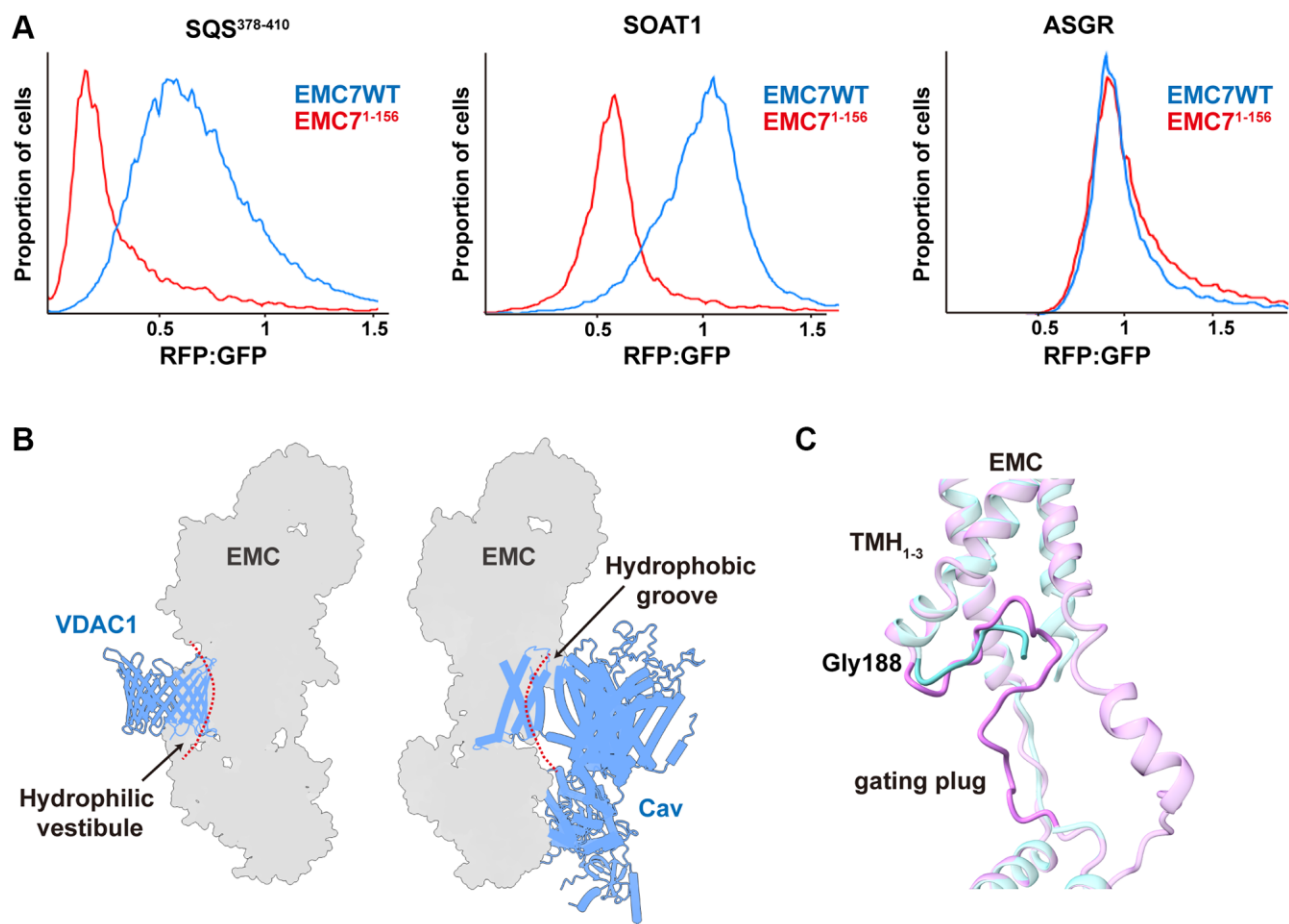 A
SQS³⁷⁸⁻⁴¹⁰
Proportion of cells
EMC7WT
EMC7¹⁻¹⁵⁶
0.5
1
1.5
RFP:GFP
SOAT1
Proportion of cells
EMC7WT
EMC7¹⁻¹⁵⁶
0.5
1
1.5
RFP:GFP
ASGR
Proportion of cells
EMC7WT
EMC7¹⁻¹⁵⁶
0.5
1
1.5
RFP:GFP
B
EMC
VDAC1
Hydrophilic
vestibule
EMC
Hydrophobic
groove
Cav
C
EMC
TMH₁₋₃
Gly188
gating plug